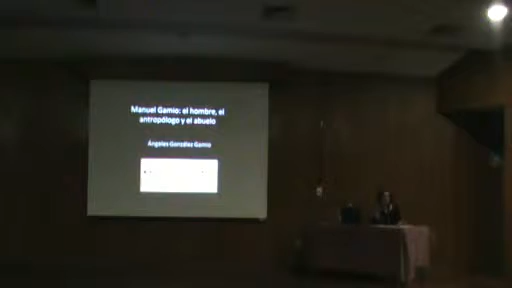 Manuel Gamio: el hombre, el
antropólogo y el abuelo
Ángeles González Gamio